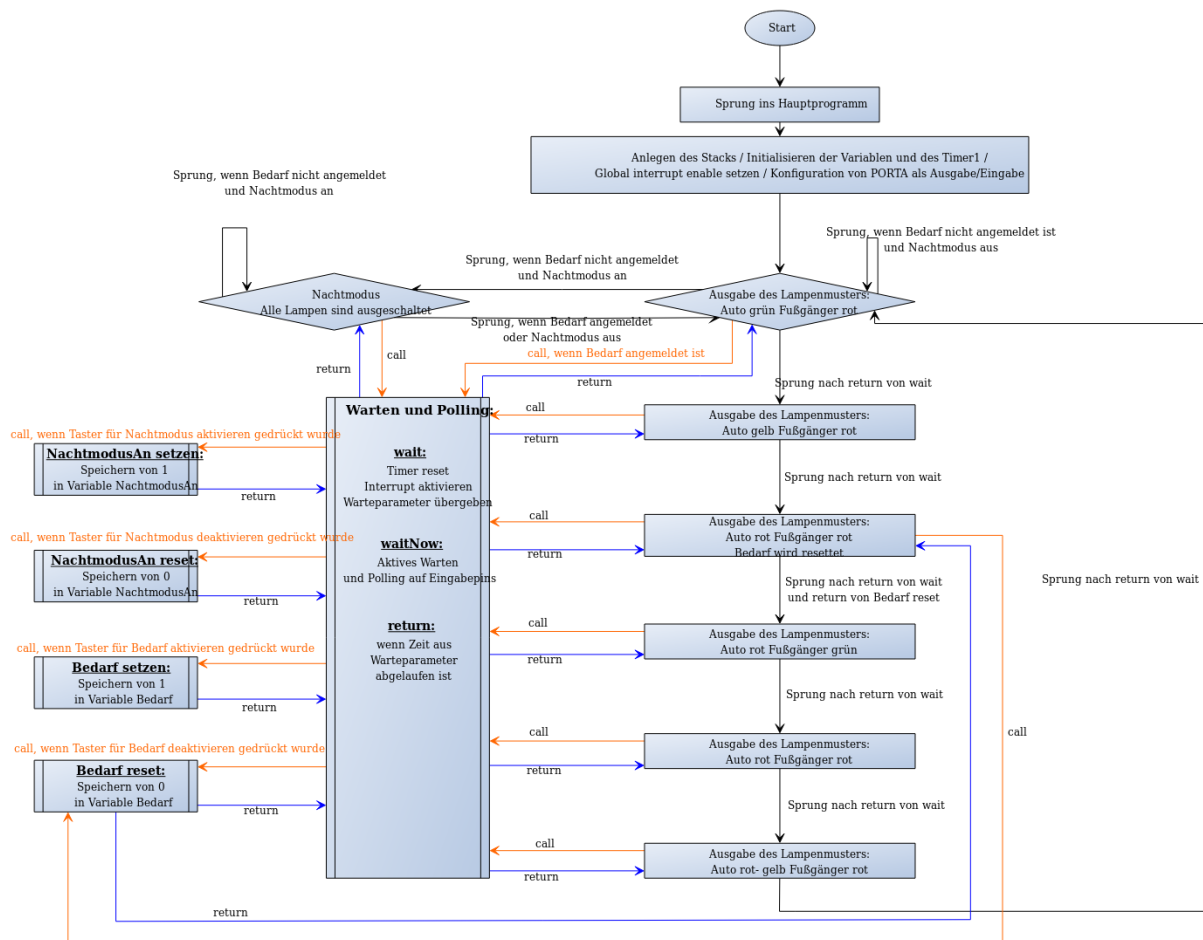 Start
Sprung ins Hauptprogramm
Anlegen des Stacks / Initialisieren der Variablen und des Timer1 /
Global interrupt enable setzen / Konfiguration von PORTA als Ausgabe/Eingabe
Sprung, wenn Bedarf nicht angemeldet
und Nachtmodus an
Sprung, wenn Bedarf nicht angemeldet ist
und Nachtmodus aus
Sprung, wenn Bedarf nicht angemeldet
und Nachtmodus an
Nachtmodus
Alle Lampen sind ausgeschaltet
Ausgabe des Lampenmusters:
Auto grün Fußgänger rot
Sprung, wenn Bedarf angemeldet
oder Nachtmodus aus
call, wenn Bedarf angemeldet ist
call
return
return
Sprung nach return von wait
Warten und Polling:
wait:
Timer reset
Interrupt aktivieren
Warteparameter übergeben
waitNow:
Aktives Warten
und Polling auf Eingabepins
return:
wenn Zeit aus
Warteparameter
abgelaufen ist
call
return
Ausgabe des Lampenmusters:
Auto gelb Fußgänger rot
call, wenn Taster für Nachtmodus aktivieren gedrückt wurde
NachtmodusAn setzen:
Speichern von 1
in Variable NachtmodusAn
return
Sprung nach return von wait
call
return
Ausgabe des Lampenmusters:
Auto rot Fußgänger rot
Bedarf wird resettet
call, wenn Taster für Nachtmodus deaktivieren gedrückt wurde
NachtmodusAn reset:
Speichern von 0
in Variable NachtmodusAn
return
Sprung nach return von wait
und return von Bedarf reset
Sprung nach return von wait
call
return
Ausgabe des Lampenmusters:
Auto rot Fußgänger grün
call, wenn Taster für Bedarf aktivieren gedrückt wurde
Bedarf setzen:
Speichern von 1
in Variable Bedarf
return
Sprung nach return von wait
call
call
return
Ausgabe des Lampenmusters:
Auto rot Fußgänger rot
call, wenn Taster für Bedarf deaktivieren gedrückt wurde
Bedarf reset:
Speichern von 0
in Variable Bedarf
return
Sprung nach return von wait
call
return
Ausgabe des Lampenmusters:
Auto rot- gelb Fußgänger rot
return